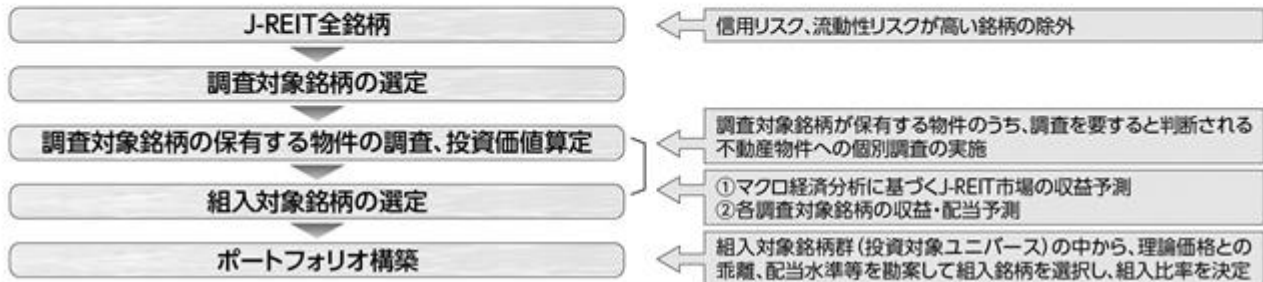 J-REIT全銘柄
信用リスク、流動性リスクが高い銘柄の除外
調査対象銘柄の選定
調査対象銘柄の保有する物件の調査、投資価値算定
調査対象銘柄が保有する物件のうち、調査を要すると判断される
不動産物件への個別調査の実施
組入対象銘柄の選定
①マクロ経済分析に基づくJ-REIT市場の収益予測
②各調査対象銘柄の収益・配当予測
ポートフォリオ構築
組入対象銘柄群(投資対象ユニバース)の中から、理論価格との
乖離、配当水準等を勘案して組入銘柄を選択し、組入比率を決定